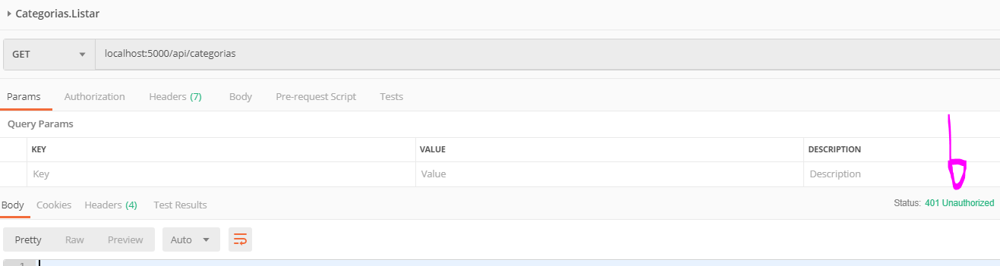 Categorias.Listar
GET localhost:5000/api/categorias
Params Authorization Headers (7) Body Pre-request Script Tests
Query Params
KEY VALUE DESCRIPTION
Key Value Description
Body Cookies Headers (4) Test Results Status: 401 Unauthorized
Pretty Raw Preview Auto
1